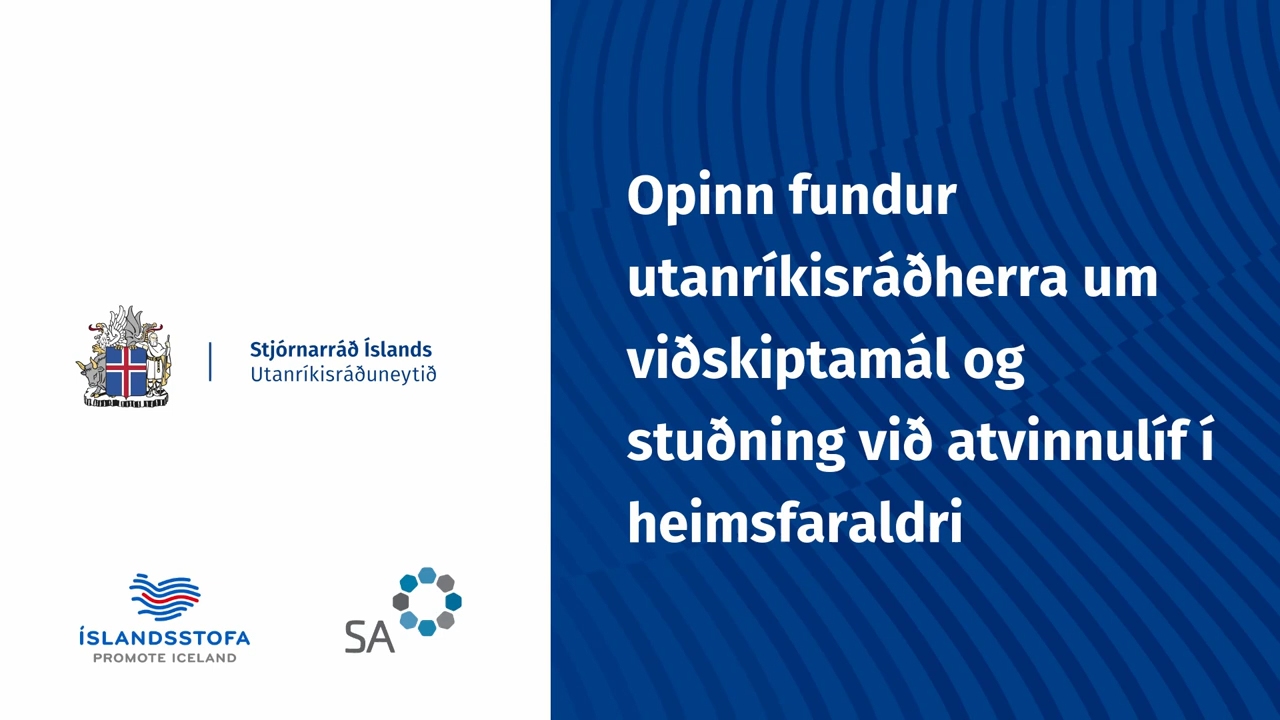 Stjórnarráð Íslands
Utanríkisráðuneytið
ÍSLANDSSTOFA
PROMOTE ICELAND
SA
Opinn fundur
utanríkisráðherra um
viðskiptamál og
stuðning við atvinnulíf í
heimsfaraldri